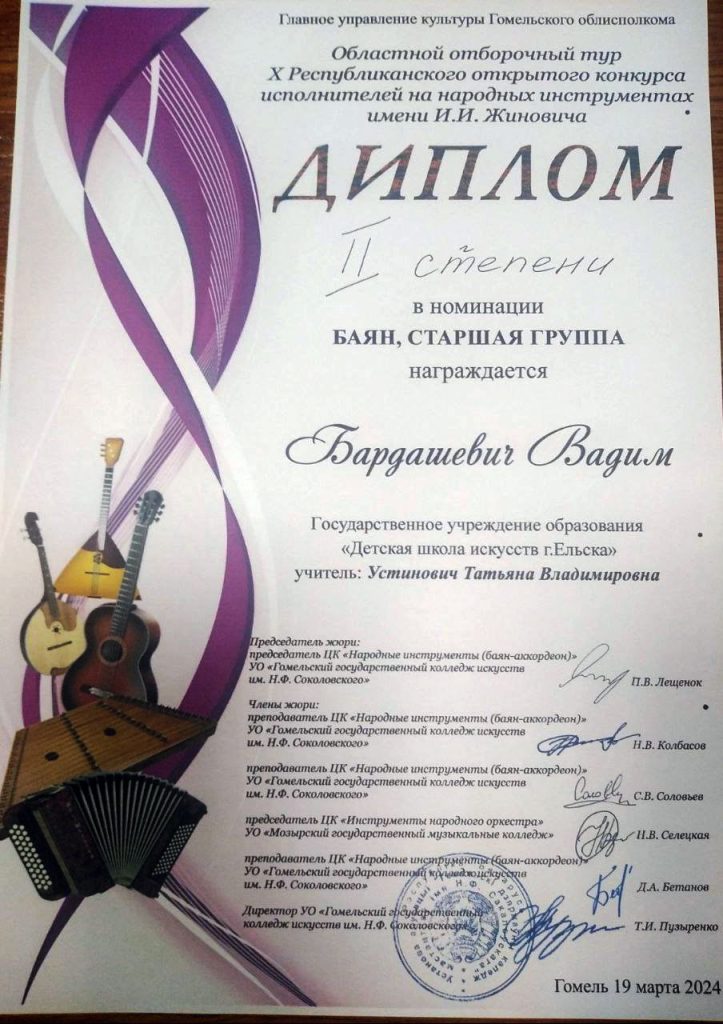 Главное управление культуры Гомельского облисполкома
Областной отборочный тур
X Республиканского открытого конкурса
исполнителей на народных инструментах
имени И.И. Жиновича
ДИПЛОМ
II степени
в номинации
БАЯН, СТАРШАЯ ГРУППА
награждается
Бардашевич Вадим
Государственное учреждение образования
«Детская школа искусств г.Ельска»
учитель: Устинович Татьяна Владимировна
Председатель жюри:
председатель ЦК «Народные инструменты (баян-аккордеон)»
УО «Гомельский государственный колледж искусств
им. Н.Ф. Соколовского»
П.В. Лещенок
Члены жюри:
преподаватель ЦК «Народные инструменты (баян-аккордеон)»
УО «Гомельский государственный колледж искусств
им. Н.Ф. Соколовского»
Н.В. Колбасов
преподаватель ЦК «Народные инструменты (баян-аккордеон)»
УО «Гомельский государственный колледж искусств
им. Н.Ф. Соколовского»
С.В. Соловьев
председатель ЦК «Инструменты народного оркестра»
УО «Мозырский государственный музыкальные колледж»
Н.В. Селецкая
преподаватель ЦК «Народные инструменты (баян-аккордеон)»
УО «Гомельский государственный колледж искусств
им. Н.Ф. Соколовского»
Д.А. Бетанов
Директор УО «Гомельский государственный
колледж искусств им. Н.Ф. Соколовского»
Т.И. Пузыренко
Гомель 19 марта 2024